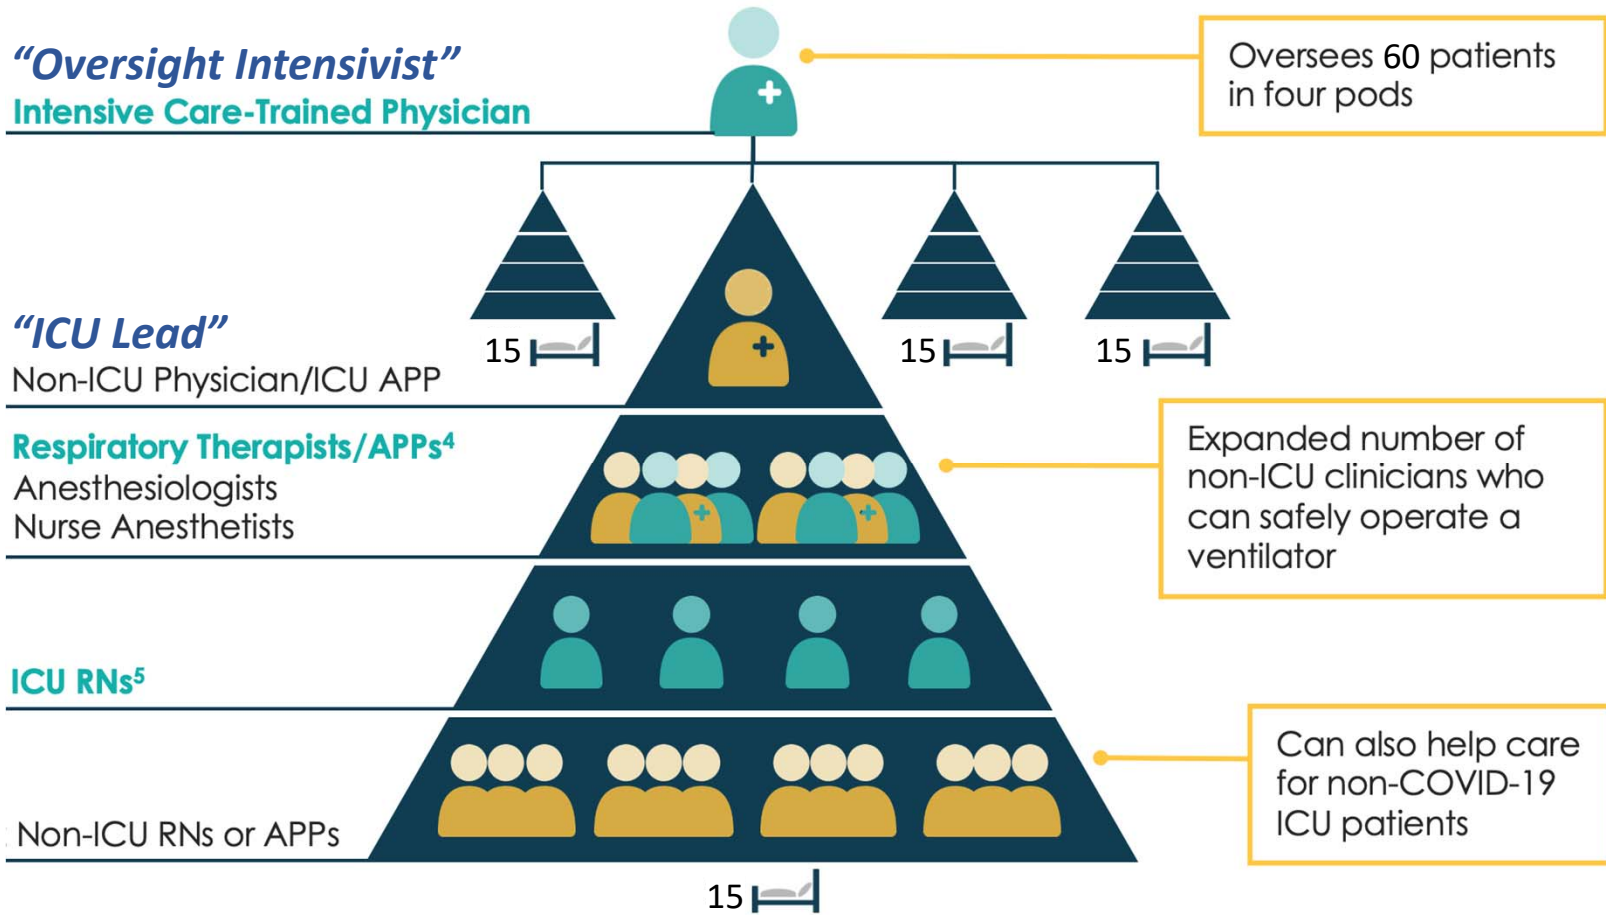 “Oversight Intensivist”
Intensive Care-Trained Physician
Oversees 60 patients
in four pods
15
15
15
“ICU Lead”
Non-ICU Physician/ICU APP
Respiratory Therapists/APPs⁴
Anesthesiologists
Nurse Anesthetists
Expanded number of
non-ICU clinicians who
can safely operate a
ventilator
ICU RNs⁵
Can also help care
for non-COVID-19
ICU patients
Non-ICU RNs or APPs
15